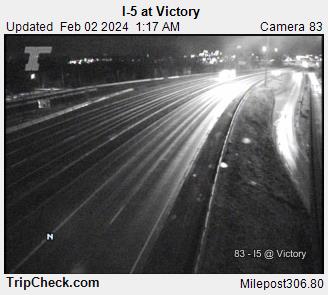 I-5 at Victory
Updated  Feb 02 2024  1:17 AM
Camera 83
T
N
83 - I5 @ Victory
TripCheck.com
Milepost306.80